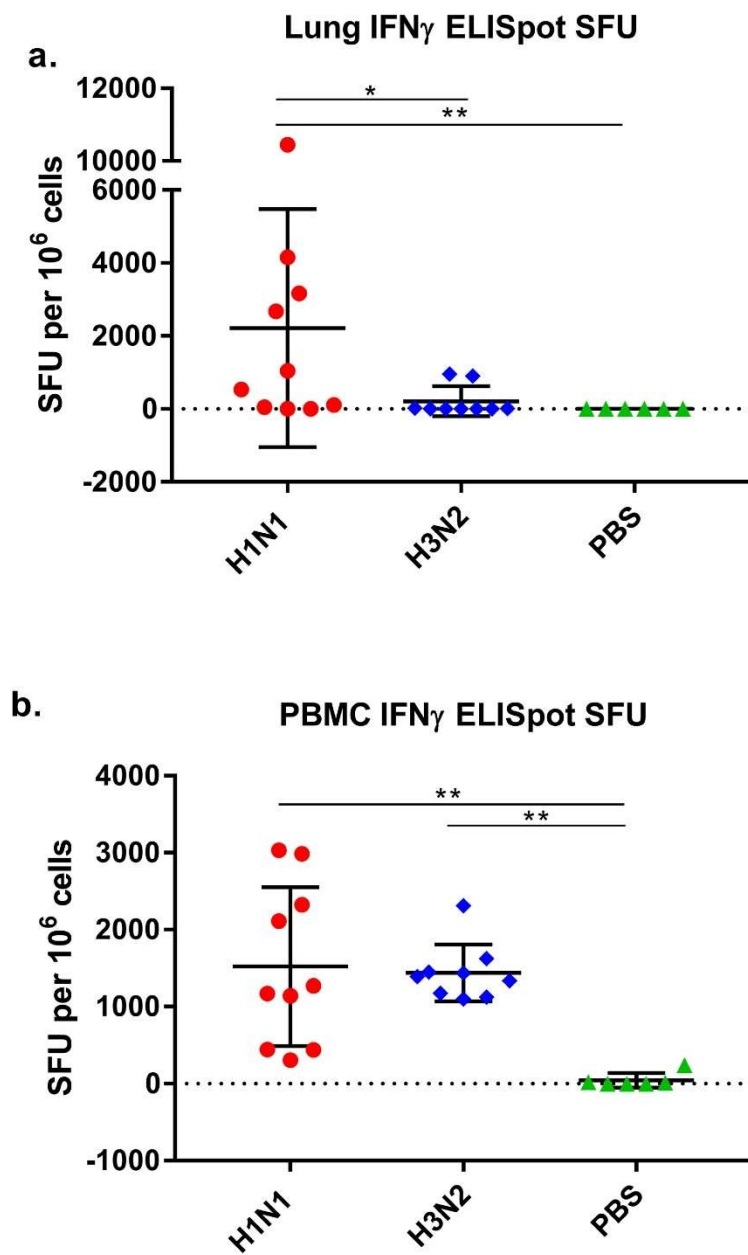 Lung IFNγ ELISpot SFU
a.
12000
*
**
10000
6000
4000
2000
0
-2000
SFU per 10⁶ cells
H1N1
H3N2
PBS
b.
PBMC IFNγ ELISpot SFU
4000
**
**
3000
2000
1000
0
-1000
SFU per 10⁶ cells
H1N1
H3N2
PBS